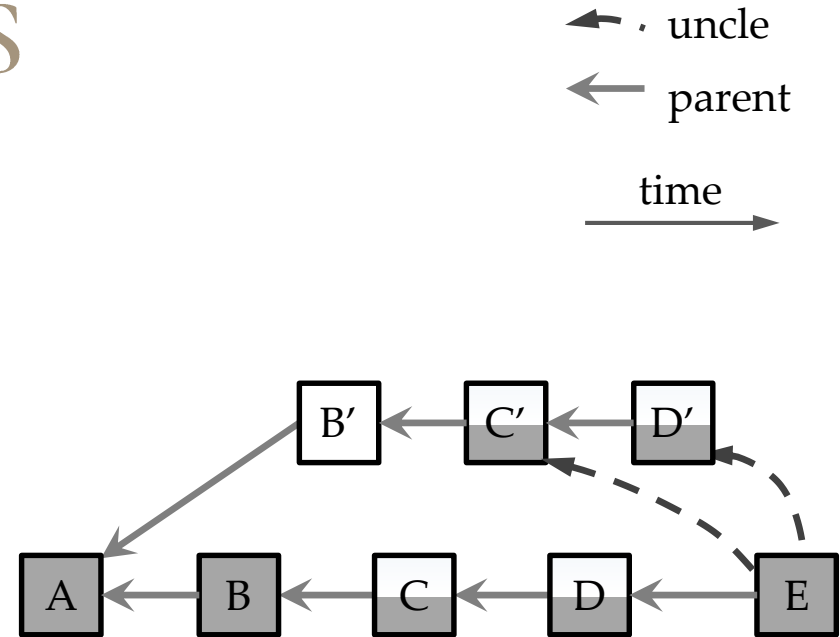 S
uncle
parent
time
B′ C′ D′
A B C D E